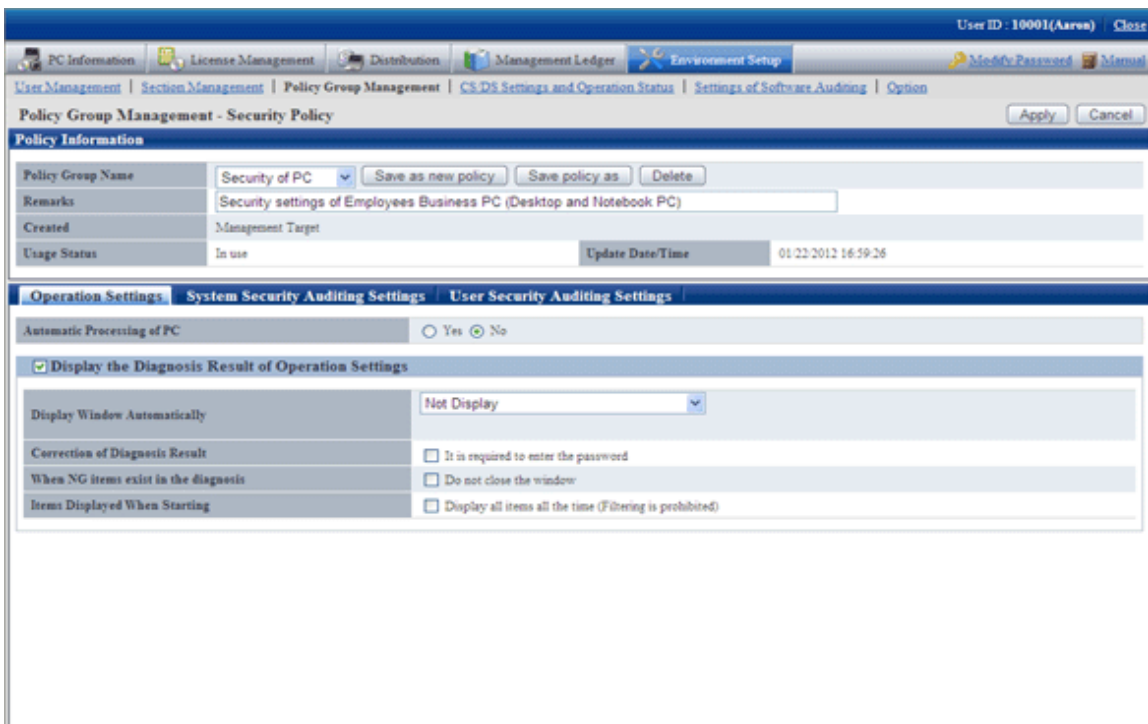 User ID : 10001(Aaron) Close
PC Information License Management Distribution Management Ledger Environment Setup Modify Password Manual
User Management | Section Management | Policy Group Management | CS/DS Settings and Operation Status | Settings of Software Auditing | Option
Policy Group Management - Security Policy Apply Cancel
Policy Information
Policy Group Name Security of PC Save as new policy Save policy as Delete
Remarks Security settings of Employees Business PC (Desktop and Notebook PC)
Created Management Target
Usage Status In use Update Date/Time 01/22/2012 16:59:26
Operation Settings System Security Auditing Settings User Security Auditing Settings
Automatic Processing of PC Yes No
Display the Diagnosis Result of Operation Settings
Display Window Automatically Not Display
Correction of Diagnosis Result It is required to enter the password
When NG items exist in the diagnosis Do not close the window
Items Displayed When Starting Display all items all the time (Filtering is prohibited)